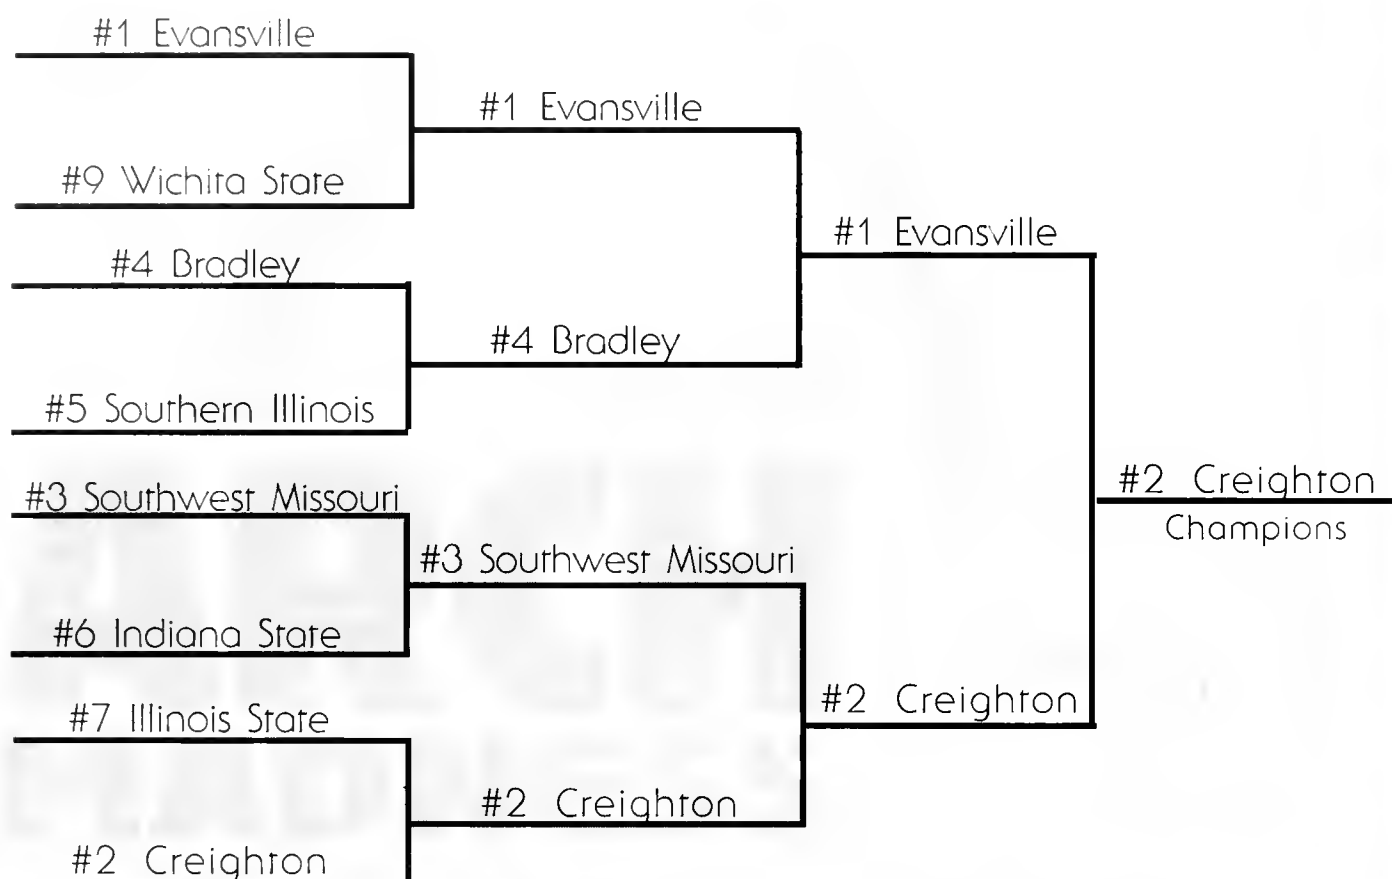 #1 Evansville
#9 Wichita State
#4 Bradley
#5 Southern Illinois
#3 Southwest Missouri
#6 Indiana State
#7 Illinois State
#2 Creighton
#1 Evansville
#4 Bradley
#3 Southwest Missouri
#2 Creighton
#1 Evansville
#2 Creighton
#2 Creighton
Champions